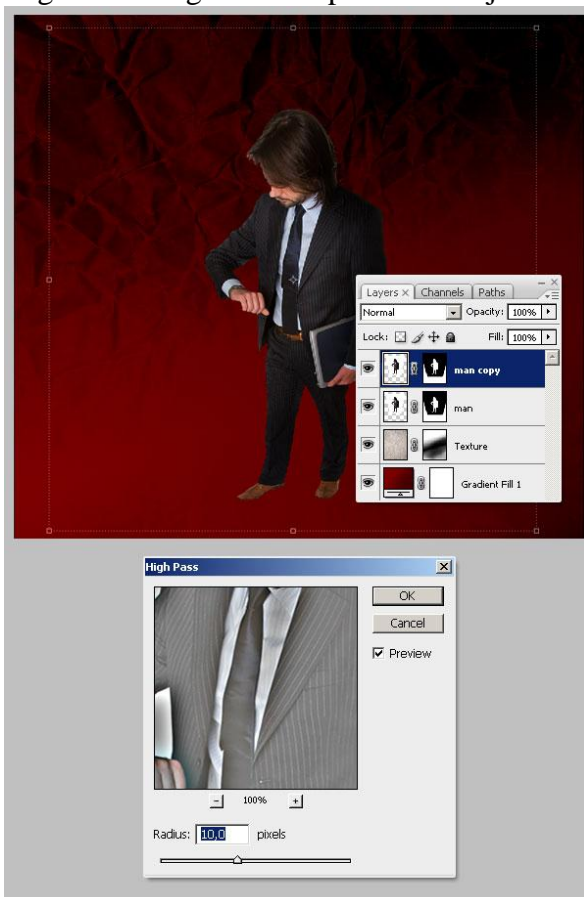 Layers × Channels Paths
Normal Opacity: 100%
Lock: Fill: 100%
man copy
man
Texture
Gradient Fill 1
High Pass
OK
Cancel
Preview
100%
Radius: 10,0 pixels